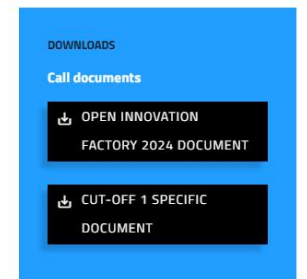 DOWNLOADS
Call documents
OPEN INNOVATION
FACTORY 2024 DOCUMENT
CUT-OFF 1 SPECIFIC
DOCUMENT